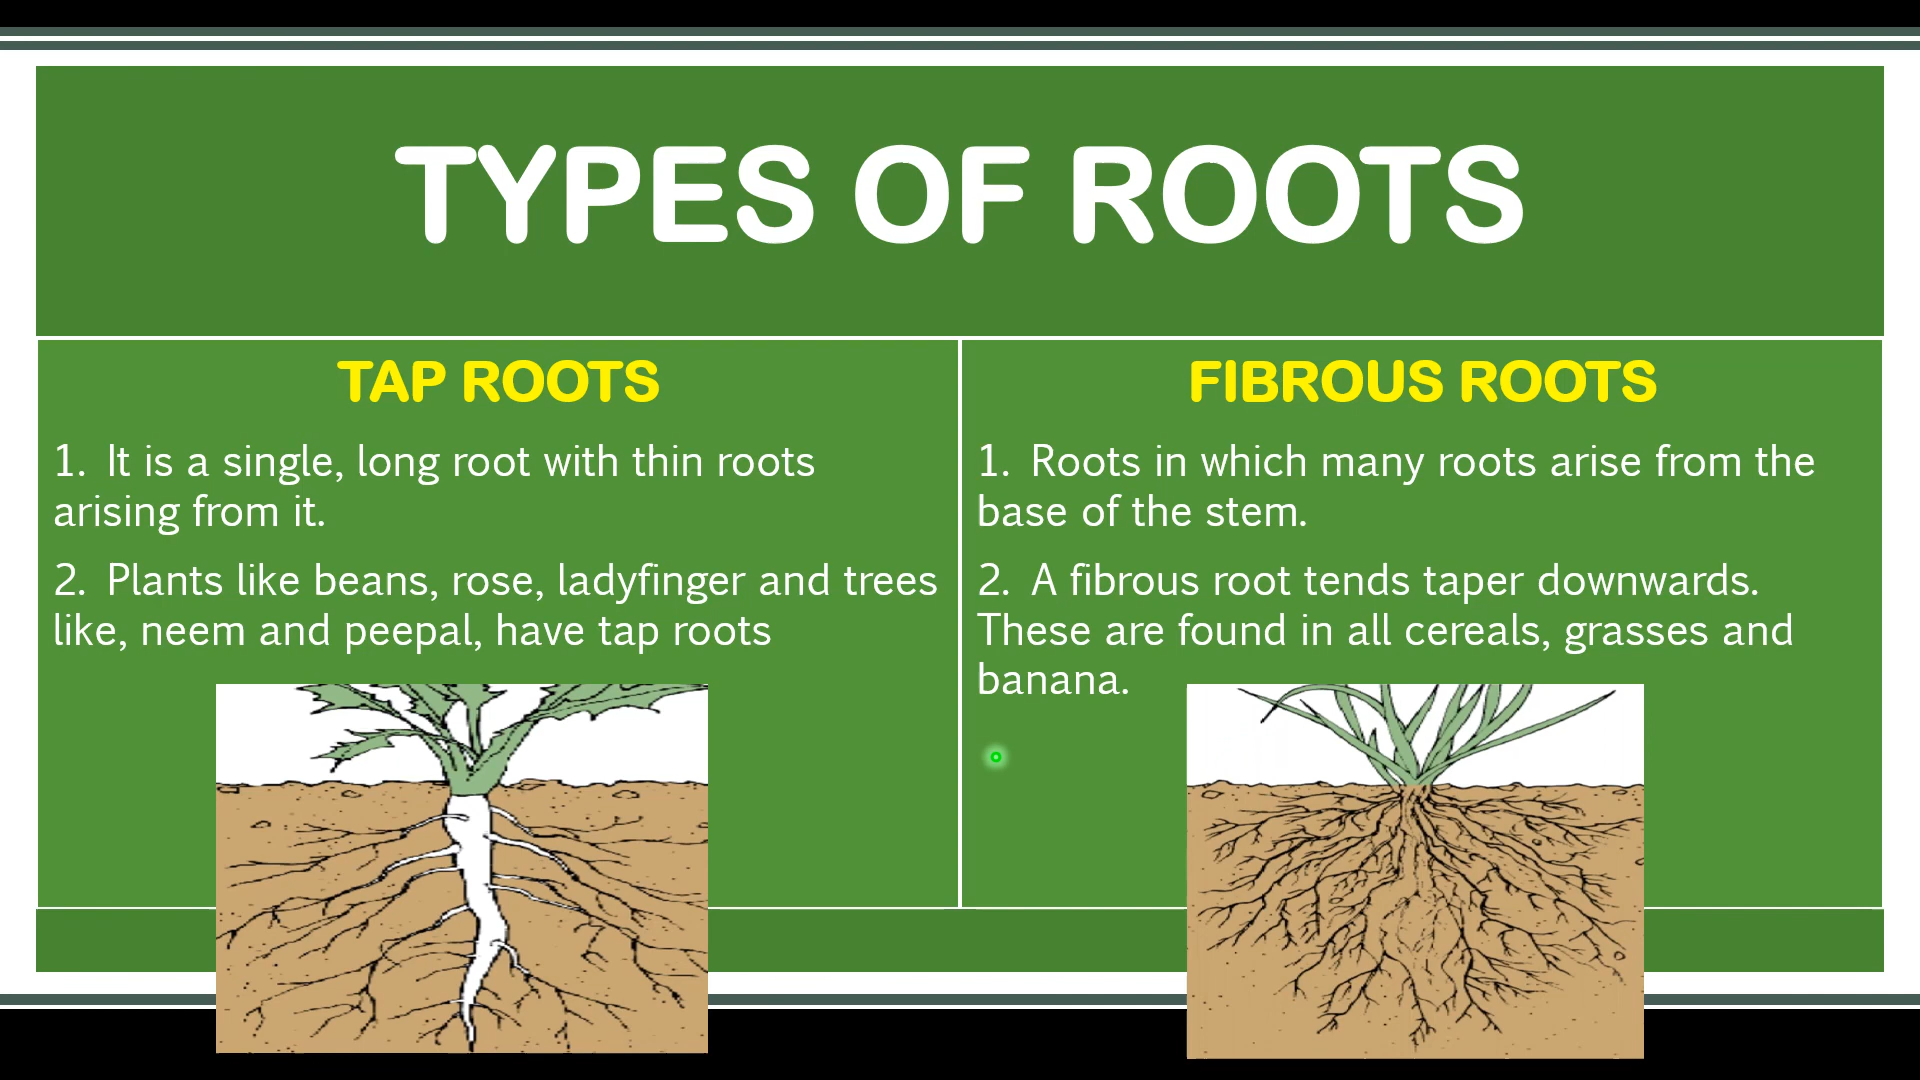 TYPES OF ROOTS
TAP ROOTS
1. It is a single, long root with thin roots
arising from it.
2. Plants like beans, rose, ladyfinger and trees
like, neem and peepal, have tap roots
FIBROUS ROOTS
1. Roots in which many roots arise from the
base of the stem.
2. A fibrous root tends taper downwards.
These are found in all cereals, grasses and
banana.